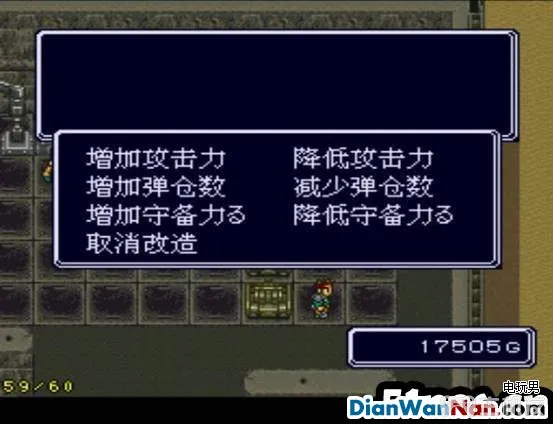 增加攻击力 降低攻击力
增加弹仓数 减少弹仓数
增加守备力る 降低守备力る
取消改造
17505G
59/60
电玩男
DianWanNan.com